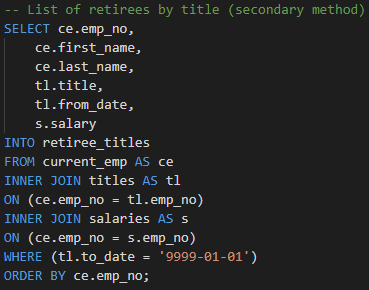 -- List of retirees by title (secondary method)
SELECT ce.emp_no,
    ce.first_name,
    ce.last_name,
    tl.title,
    tl.from_date,
    s.salary
INTO retiree_titles
FROM current_emp AS ce
INNER JOIN titles AS tl
ON (ce.emp_no = tl.emp_no)
INNER JOIN salaries AS s
ON (ce.emp_no = s.emp_no)
WHERE (tl.to_date = '9999-01-01')
ORDER BY ce.emp_no;